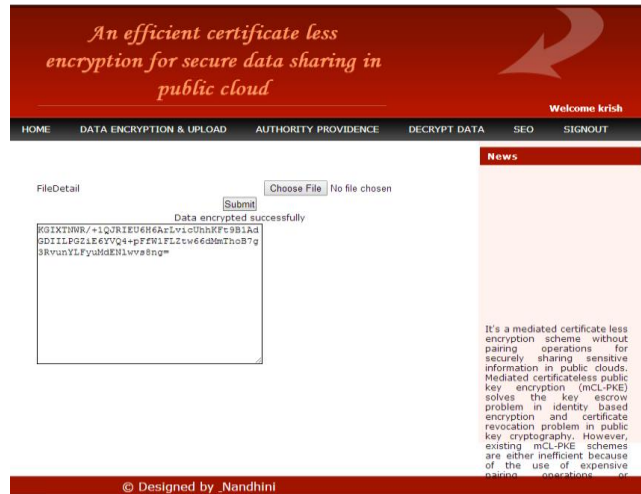 An efficient certificate less
encryption for secure data sharing in
public cloud
Welcome krish
HOME DATA ENCRYPTION & UPLOAD AUTHORITY PROVIDENCE DECRYPT DATA SEO SIGNOUT
News
FileDetail Choose File No file chosen
Submit
Data encrypted successfully
KGIXTNWR/+1QJRIEU6H6ArLvicUhhKFt9B1Ad
GDIILPGZiE6YVQ4+pFfW1FLZtw66dMmThoB7g
3RvunYLFyuMdEN1wvs8ng=
It's a mediated certificate less
encryption scheme without
pairing operations for
securely sharing sensitive
information in public clouds.
Mediated certificateless public
key encryption (mCL-PKE)
solves the key escrow
problem in identity based
encryption and certificate
revocation problem in public
key cryptography. However,
existing mCL-PKE schemes
are either inefficient because
of the use of expensive
pairing operations or
© Designed by _Nandhini